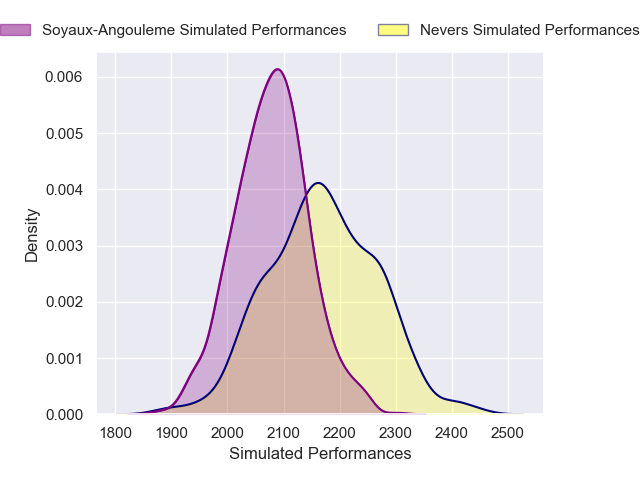 Soyaux-Angouleme Simulated Performances Nevers Simulated Performances
0.006
0.005
0.004
0.003
0.002
0.001
0.000
Density
1800 1900 2000 2100 2200 2300 2400 2500
Simulated Performances